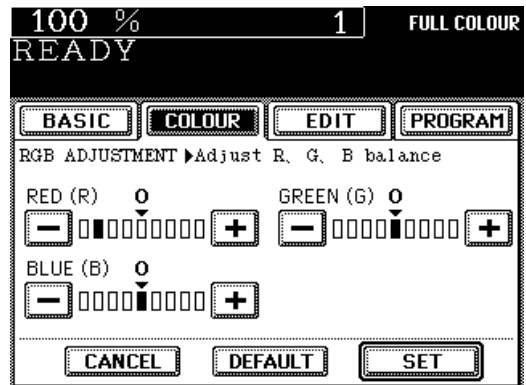 100 % 1 FULL COLOUR
READY
BASIC COLOUR EDIT PROGRAM
RGB ADJUSTMENT ▶Adjust R、G、B balance
RED (R) 0 GREEN (G) 0
− +  − +
BLUE (B) 0
− +
CANCEL DEFAULT SET